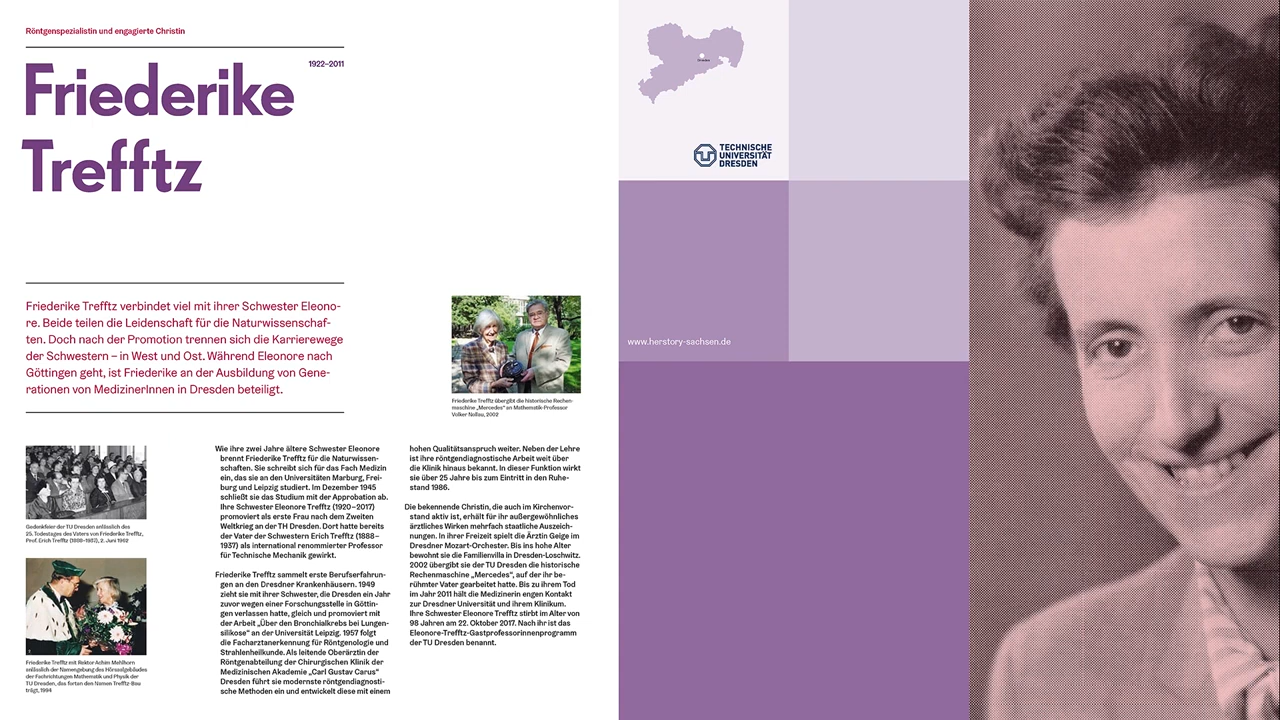 Röntgenspezialistin und engagierte Christin
1922–2011
Friederike
Trefftz
Friederike Trefftz verbindet viel mit ihrer Schwester Eleono-
re. Beide teilen die Leidenschaft für die Naturwissenschaf-
ten. Doch nach der Promotion trennen sich die Karrierewege
der Schwestern – in West und Ost. Während Eleonore nach
Göttingen geht, ist Friederike an der Ausbildung von Gene-
rationen von MedizinerInnen in Dresden beteiligt.
Friederike Trefftz übergibt die historische Rechen-
maschine „Mercedes“ an Mathematik-Professor
Volker Nollau, 2002
Gedenkfeier der TU Dresden anlässlich des
25. Todestages des Vaters von Friederike Trefftz,
Prof. Erich Trefftz (1888–1937), 2. Juni 1962
Friederike Trefftz mit Rektor Achim Mehlhorn
anlässlich der Namengebung des Hörsaalgebäudes
der Fachrichtungen Mathematik und Physik der
TU Dresden, das fortan den Namen Trefftz-Bau
trägt, 1994
Wie ihre zwei Jahre ältere Schwester Eleonore
brennt Friederike Trefftz für die Naturwissen-
schaften. Sie schreibt sich für das Fach Medizin
ein, das sie an den Universitäten Marburg, Frei-
burg und Leipzig studiert. Im Dezember 1945
schließt sie das Studium mit der Approbation ab.
Ihre Schwester Eleonore Trefftz (1920–2017)
promoviert als erste Frau nach dem Zweiten
Weltkrieg an der TH Dresden. Dort hatte bereits
der Vater der Schwestern Erich Trefftz (1888–
1937) als international renommierter Professor
für Technische Mechanik gewirkt.
Friederike Trefftz sammelt erste Berufserfahrun-
gen an den Dresdner Krankenhäusern. 1949
zieht sie mit ihrer Schwester, die Dresden ein Jahr
zuvor wegen einer Forschungsstelle in Göttin-
gen verlassen hatte, gleich und promoviert mit
der Arbeit „Über den Bronchialkrebs bei Lungen-
silikose“ an der Universität Leipzig. 1957 folgt
die Facharztanerkennung für Röntgenologie und
Strahlenheilkunde. Als leitende Oberärztin der
Röntgenabteilung der Chirurgischen Klinik der
Medizinischen Akademie „Carl Gustav Carus“
Dresden führt sie modernste röntgendiagnosti-
sche Methoden ein und entwickelt diese mit einem
hohen Qualitätsanspruch weiter. Neben der Lehre
ist ihre röntgendiagnostische Arbeit weit über
die Klinik hinaus bekannt. In dieser Funktion wirkt
sie über 25 Jahre bis zum Eintritt in den Ruhe-
stand 1986.
Die bekennende Christin, die auch im Kirchenvor-
stand aktiv ist, erhält für ihr außergewöhnliches
ärztliches Wirken mehrfach staatliche Auszeich-
nungen. In ihrer Freizeit spielt die Ärztin Geige im
Dresdner Mozart-Orchester. Bis ins hohe Alter
bewohnt sie die Familienvilla in Dresden-Loschwitz.
2002 übergibt sie der TU Dresden die historische
Rechenmaschine „Mercedes“, auf der ihr be-
rühmter Vater gearbeitet hatte. Bis zu ihrem Tod
im Jahr 2011 hält die Medizinerin engen Kontakt
zur Dresdner Universität und ihrem Klinikum.
Ihre Schwester Eleonore Trefftz stirbt im Alter von
98 Jahren am 22. Oktober 2017. Nach ihr ist das
Eleonore-Trefftz-Gastprofessorinnenprogramm
der TU Dresden benannt.
Dresden
TECHNISCHE
UNIVERSITÄT
DRESDEN
www.herstory-sachsen.de